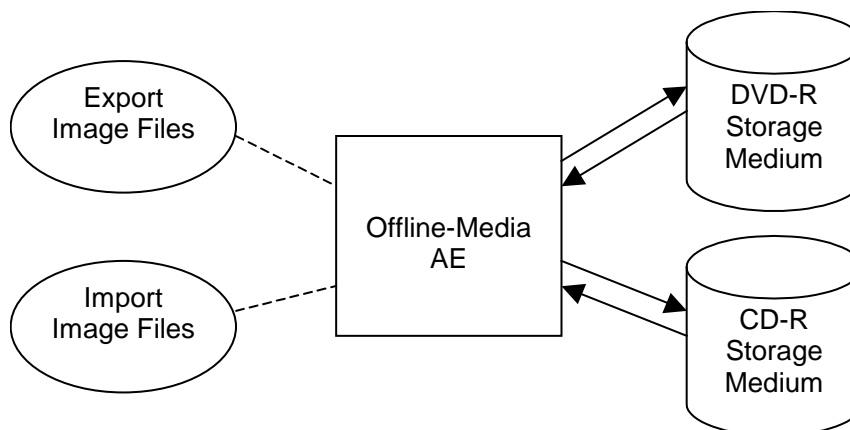 Export
Image Files
Import
Image Files
Offline-Media
AE
DVD-R
Storage
Medium
CD-R
Storage
Medium